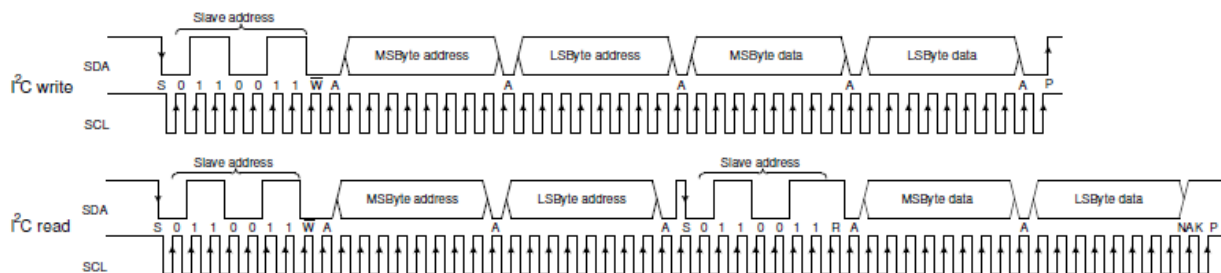 Slave address
SDA MSByte address LSByte address MSByte data LSByte data
I²C write S 0 1 1 0 0 1 1 W̅ A A A A A P
SCL
Slave address Slave address
SDA MSByte address LSByte address MSByte data LSByte data
I²C read S 0 1 1 0 0 1 1 W̅ A A A S 0 1 1 0 0 1 1 R A A NAK P
SCL